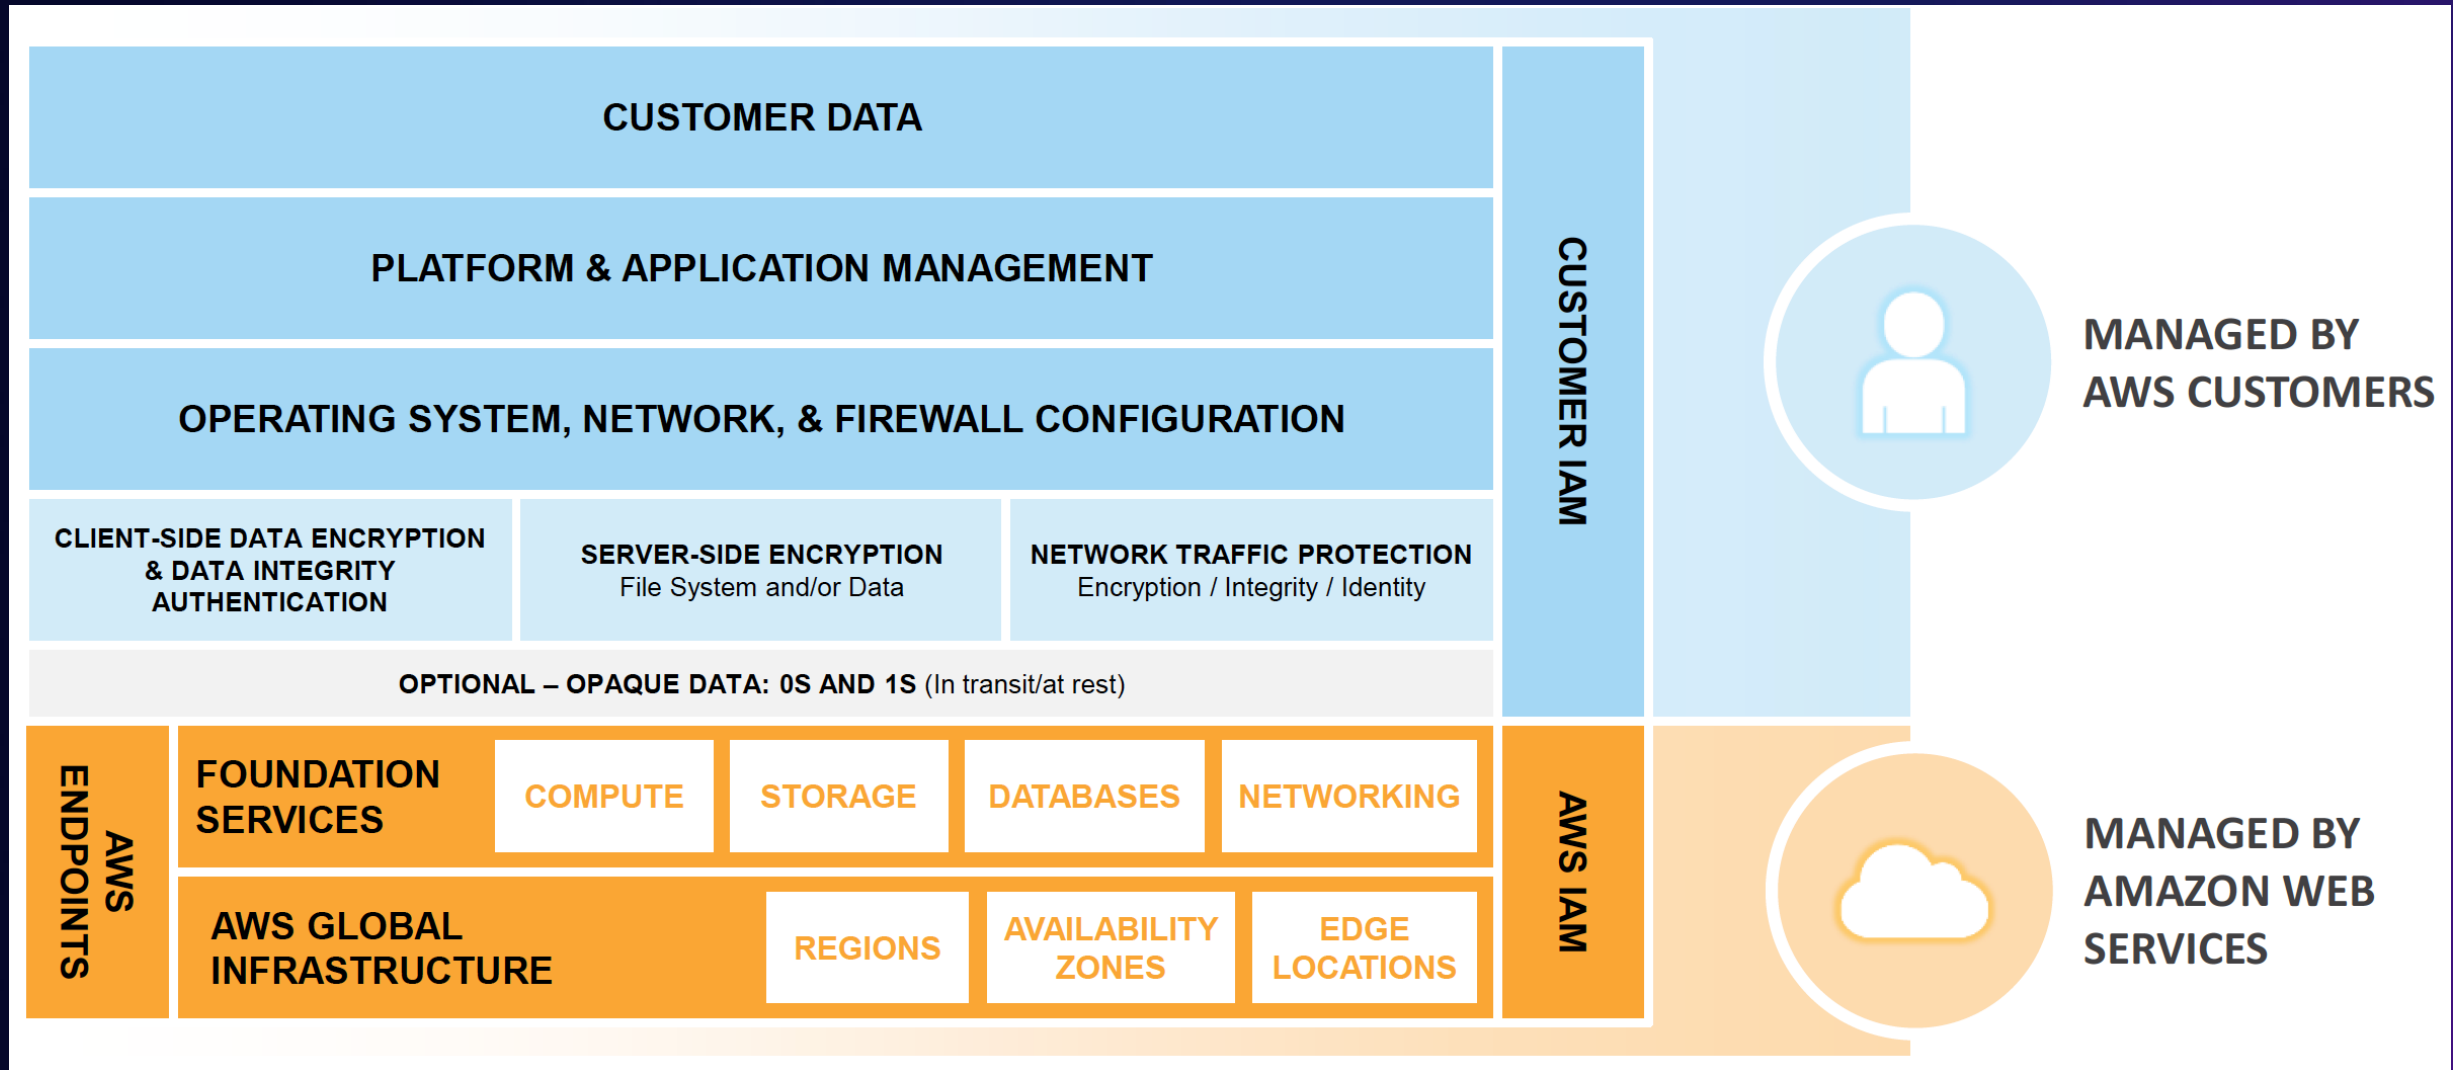 CUSTOMER DATA
PLATFORM & APPLICATION MANAGEMENT
OPERATING SYSTEM, NETWORK, & FIREWALL CONFIGURATION
CLIENT-SIDE DATA ENCRYPTION
& DATA INTEGRITY
AUTHENTICATION
SERVER-SIDE ENCRYPTION
File System and/or Data
NETWORK TRAFFIC PROTECTION
Encryption / Integrity / Identity
OPTIONAL – OPAQUE DATA: 0S AND 1S (In transit/at rest)
CUSTOMER IAM
MANAGED BY
AWS CUSTOMERS
AWS
ENDPOINTS
FOUNDATION
SERVICES
COMPUTE
STORAGE
DATABASES
NETWORKING
AWS GLOBAL
INFRASTRUCTURE
REGIONS
AVAILABILITY
ZONES
EDGE
LOCATIONS
AWS IAM
MANAGED BY
AMAZON WEB
SERVICES